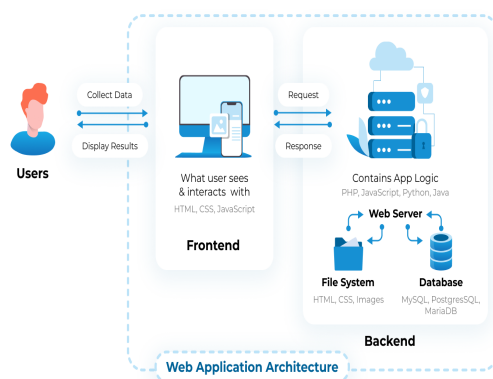 Collect Data
Display Results
Users
What user sees
& interacts with
HTML, CSS, JavaScript
Frontend
Request
Response
Contains App Logic
PHP, JavaScript, Python, Java
Web Server
File System
HTML, CSS, Images
Database
MySQL, PostgresSQL,
MariaDB
Backend
Web Application Architecture